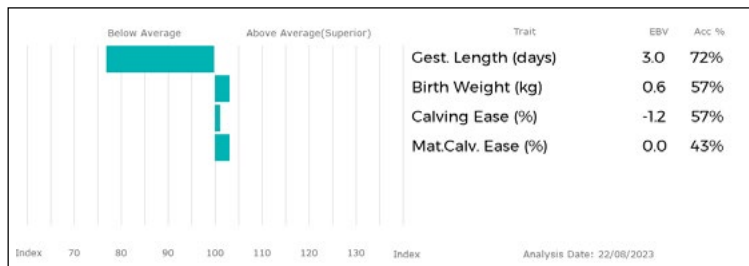 Below Average Above Average(Superior) Trait EBV Acc %
Gest. Length (days) 3.0 72%
Birth Weight (kg) 0.6 57%
Calving Ease (%) -1.2 57%
Mat.Calv. Ease (%) 0.0 43%
Index 70 80 90 100 110 120 130 Index Analysis Date: 22/08/2023